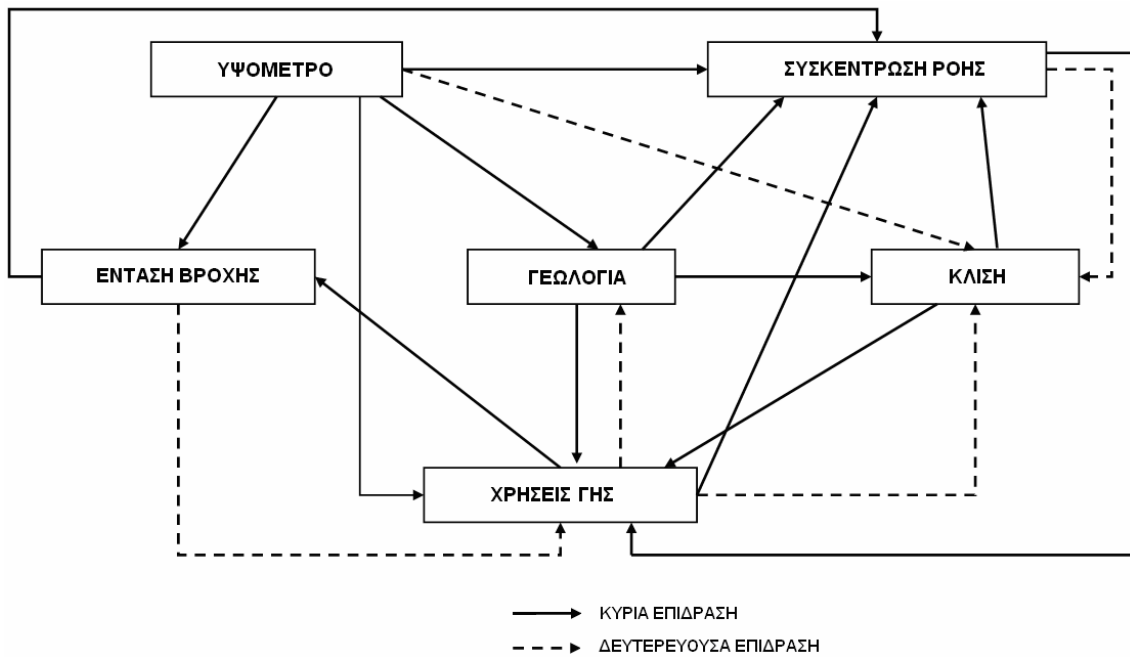 ΥΨΟΜΕΤΡΟ
ΣΥΣΚΕΝΤΡΩΣΗ ΡΟΗΣ
ΕΝΤΑΣΗ ΒΡΟΧΗΣ
ΓΕΩΛΟΓΙΑ
ΚΛΙΣΗ
ΧΡΗΣΕΙΣ ΓΗΣ
ΚΥΡΙΑ ΕΠΙΔΡΑΣΗ
ΔΕΥΤΕΡΕΥΟΥΣΑ ΕΠΙΔΡΑΣΗ